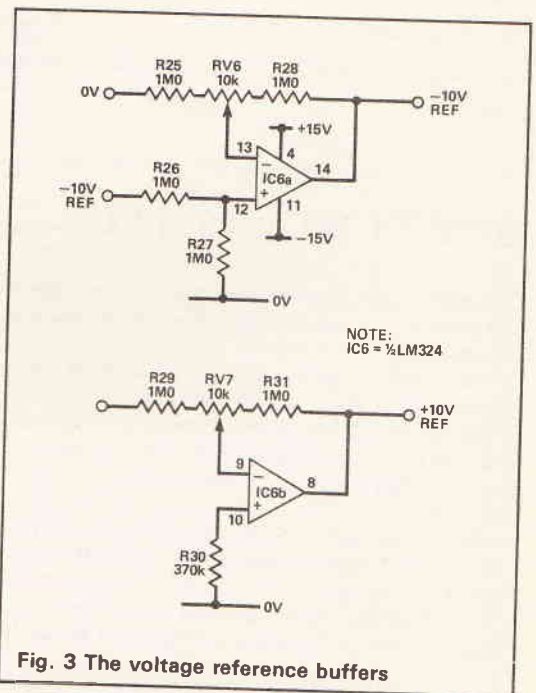 R25
1M0
RV6
10k
R28
1M0
0V
-10V
REF
+15V
13
4
-
IC6a
14
+
12
11
-15V
R26
1M0
-10V
REF
R27
1M0
0V
NOTE:
IC6 = ½LM324
R29
1M0
RV7
10k
R31
1M0
+10V
REF
9
-
8
IC6b
+
10
R30
370k
0V
Fig. 3 The voltage reference buffers